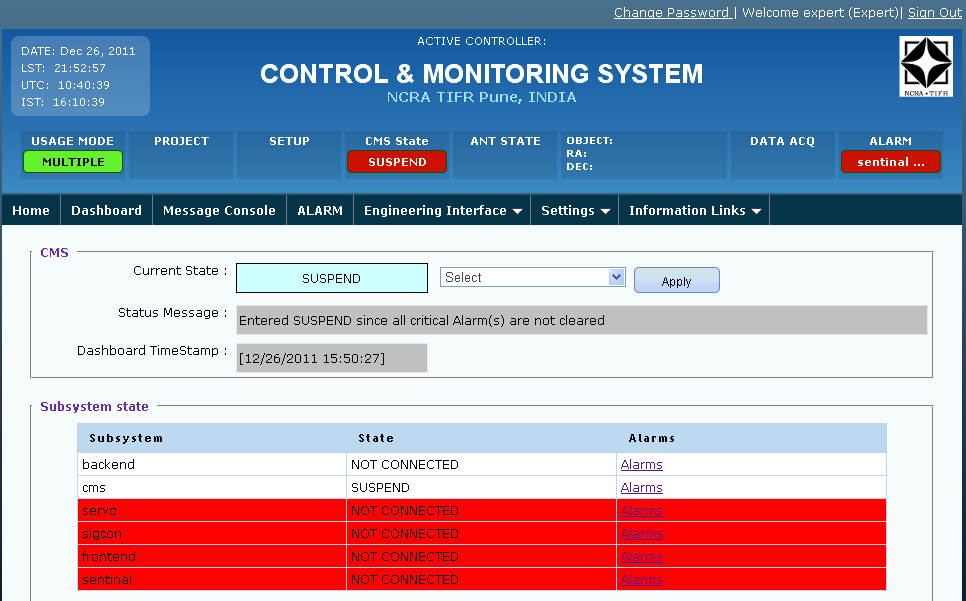 Change Password | Welcome expert (Expert)| Sign Out
DATE: Dec 26, 2011
LST: 21:52:57
UTC: 10:40:39
IST: 16:10:39
ACTIVE CONTROLLER:
CONTROL & MONITORING SYSTEM
NCRA TIFR Pune, INDIA
NCRA • TIFR
USAGE MODE PROJECT SETUP CMS State ANT STATE OBJECT: DATA ACQ ALARM
MULTIPLE SUSPEND RA: sentinal ...
DEC:
Home Dashboard Message Console ALARM Engineering Interface Settings Information Links
CMS
Current State : SUSPEND Select Apply
Status Message : Entered SUSPEND since all critical Alarm(s) are not cleared
Dashboard TimeStamp : [12/26/2011 15:50:27]
Subsystem state
Subsystem State Alarms
backend NOT CONNECTED Alarms
cms SUSPEND Alarms
servo NOT CONNECTED Alarms
sigcon NOT CONNECTED Alarms
frontend NOT CONNECTED Alarms
sentinal NOT CONNECTED Alarms